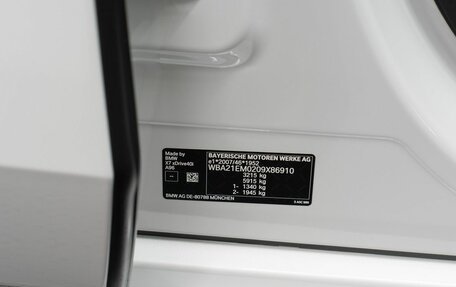 Made by
BMW
X7 xDrive40i
A96
BAYERISCHE MOTOREN WERKE AG
e1*2007/46*1952
WBA21EM0209X86910
3215 kg
5915 kg
1- 1340 kg
2- 1945 kg
BMW AG DE-80788 MÜNCHEN